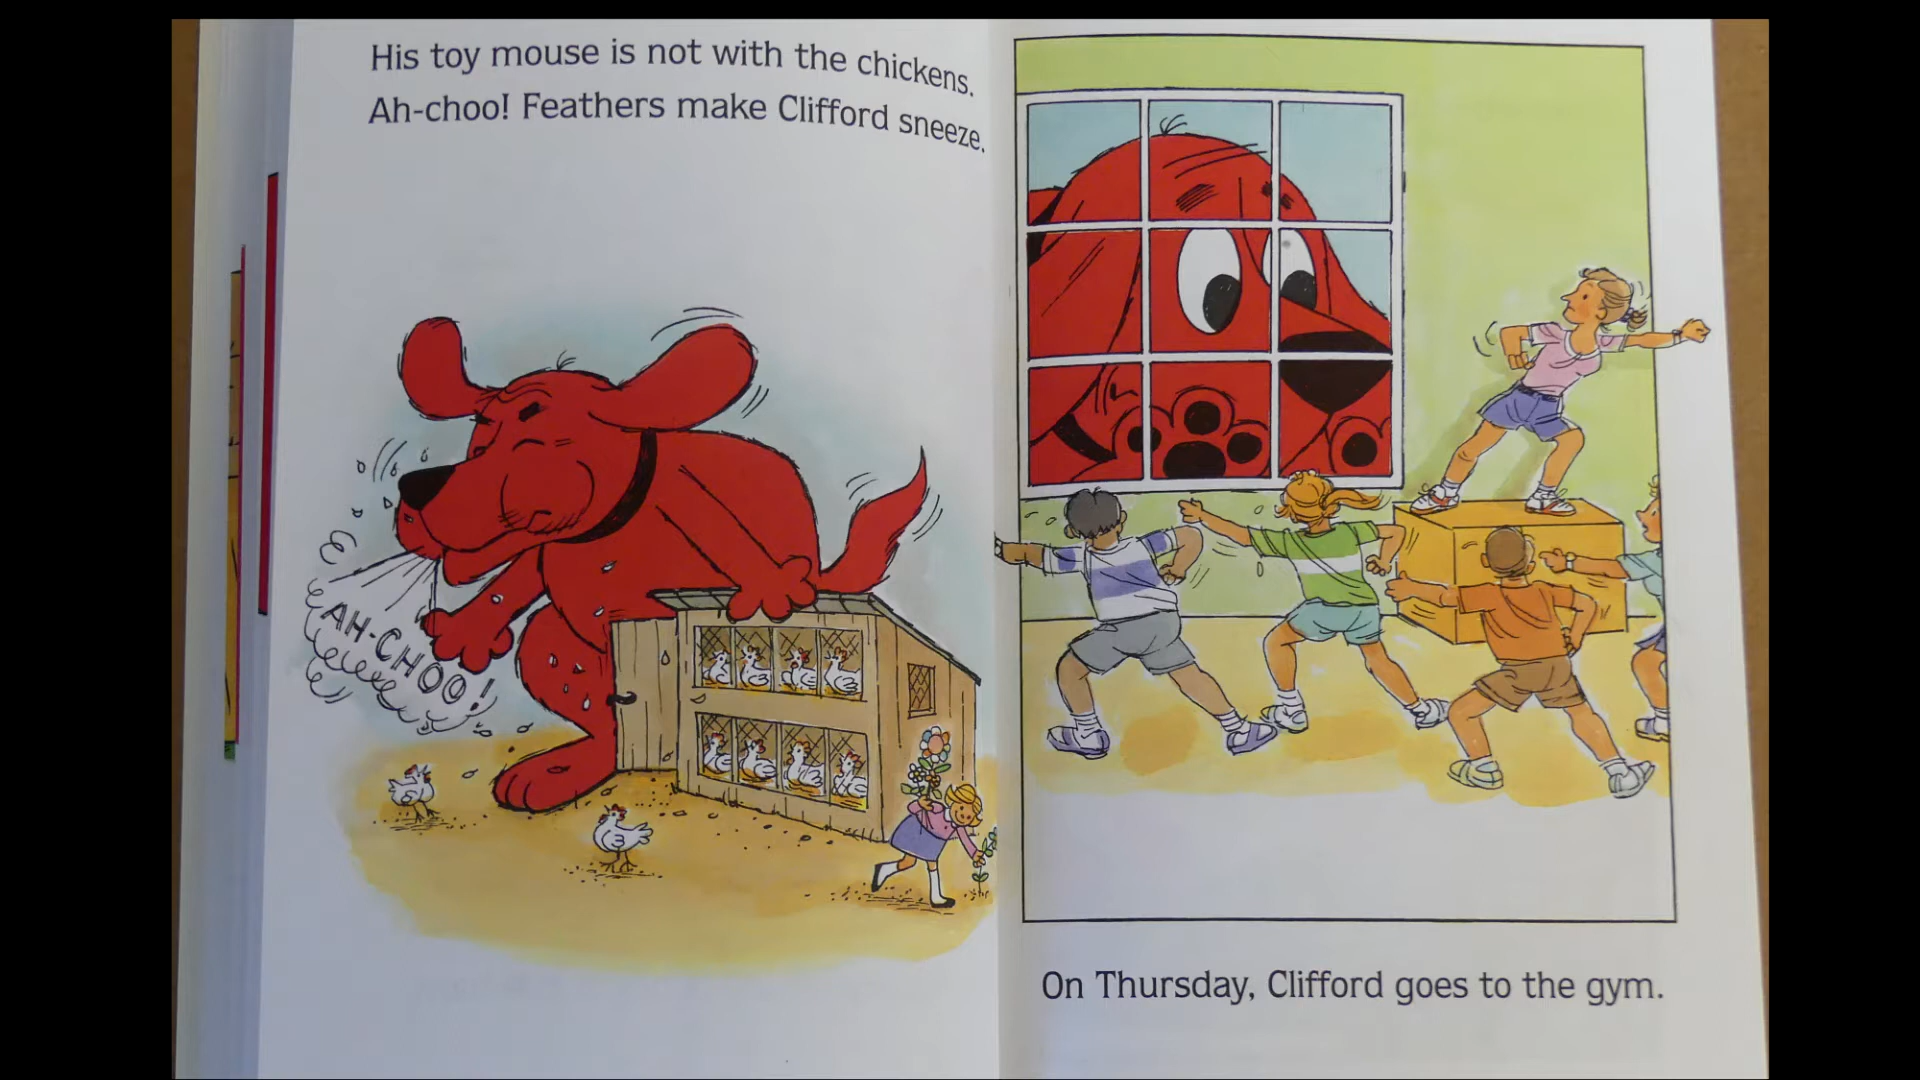 His toy mouse is not with the chickens.
Ah-choo! Feathers make Clifford sneeze.
AH-CHOO!
On Thursday, Clifford goes to the gym.